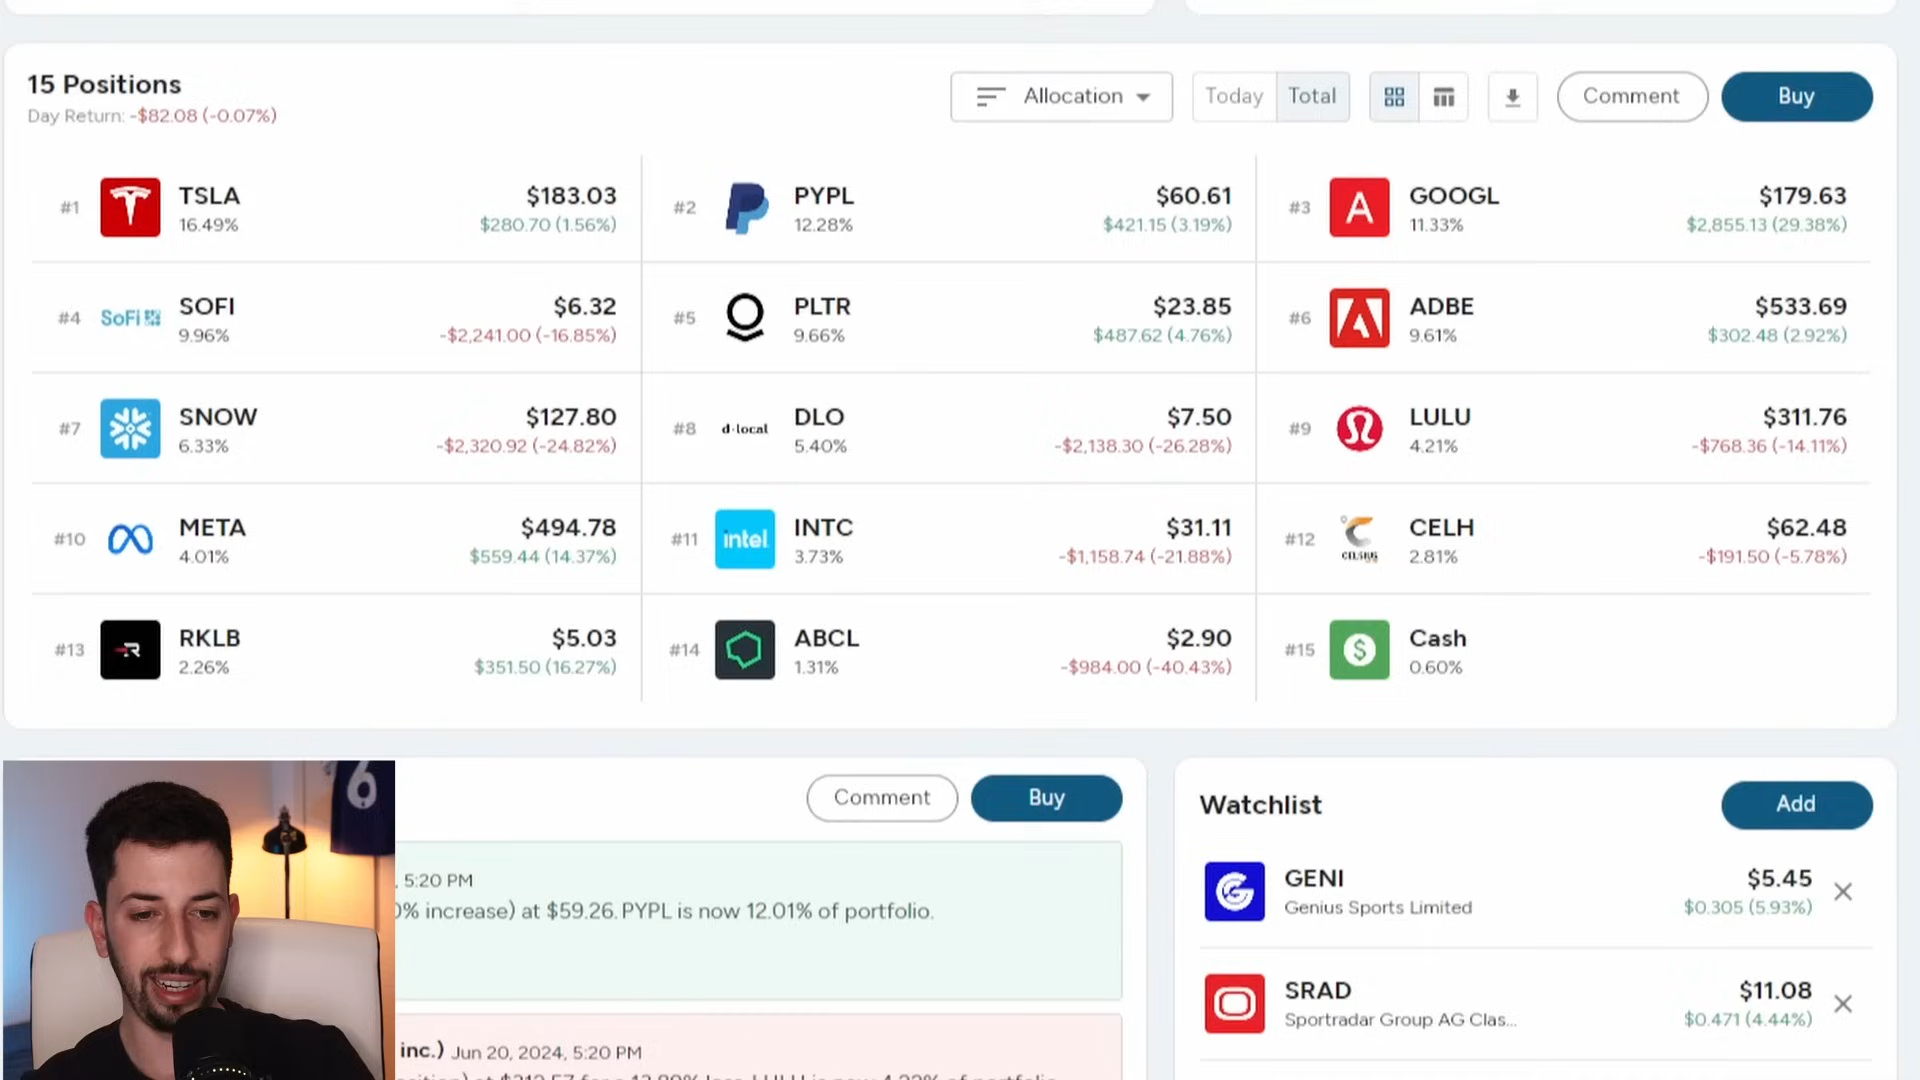 15 Positions
Day Return: -$82.08 (-0.07%)
Allocation
Today
Total
Comment
Buy
#1
TSLA
16.49%
$183.03
$280.70 (1.56%)
#2
PYPL
12.28%
$60.61
$421.15 (3.19%)
#3
A
GOOGL
11.33%
$179.63
$2,855.13 (29.38%)
#4
SoFi
SOFI
9.96%
$6.32
-$2,241.00 (-16.85%)
#5
PLTR
9.66%
$23.85
$487.62 (4.76%)
#6
ADBE
9.61%
$533.69
$302.48 (2.92%)
#7
SNOW
6.33%
$127.80
-$2,320.92 (-24.82%)
#8
d·local
DLO
5.40%
$7.50
-$2,138.30 (-26.28%)
#9
LULU
4.21%
$311.76
-$768.36 (-14.11%)
#10
META
4.01%
$494.78
$559.44 (14.37%)
#11
intel
INTC
3.73%
$31.11
-$1,158.74 (-21.88%)
#12
CELSIUS
CELH
2.81%
$62.48
-$191.50 (-5.78%)
#13
R
RKLB
2.26%
$5.03
$351.50 (16.27%)
#14
ABCL
1.31%
$2.90
-$984.00 (-40.43%)
#15
$
Cash
0.60%
6
Comment
Buy
, 5:20 PM
0% increase) at $59.26. PYPL is now 12.01% of portfolio.
inc.) Jun 20, 2024, 5:20 PM
Watchlist
Add
GENI
Genius Sports Limited
$5.45
$0.305 (5.93%)
SRAD
Sportradar Group AG Clas...
$11.08
$0.471 (4.44%)